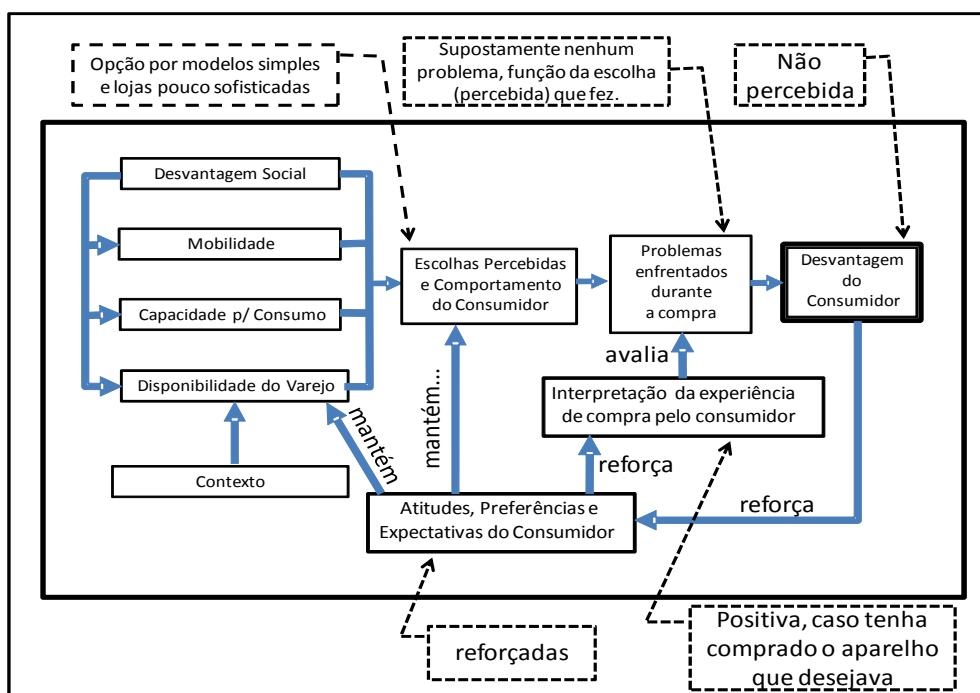 Opção por modelos simples
e lojas pouco sofisticadas
Supostamente nenhum
problema, função da escolha
(percebida) que fez.
Não
percebida
Desvantagem Social
Mobilidade
Capacidade p/ Consumo
Disponibilidade do Varejo
Contexto
Escolhas Percebidas
e Comportamento
do Consumidor
Problemas
enfrentados
durante
a compra
Desvantagem
do
Consumidor
avalia
Interpretação da experiência
de compra pelo consumidor
mantém
mantém...
reforça
reforça
Atitudes, Preferências e
Expectativas do Consumidor
reforçadas
Positiva, caso tenha
comprado o aparelho
que desejava